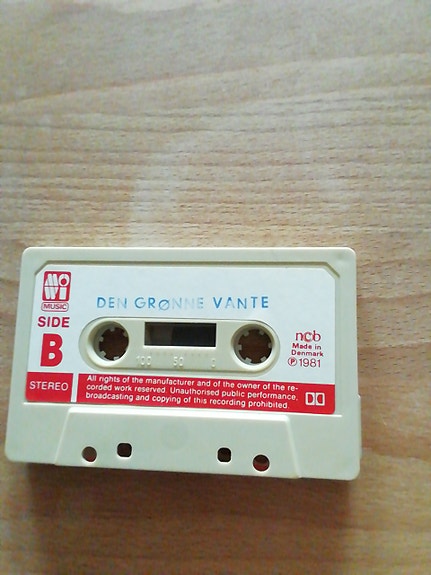 MOWI
MUSIC
DEN GRØNNE VANTE
SIDE
B
100 50 0
ncb
Made in
Denmark
℗ 1981
STEREO
All rights of the manufacturer and of the owner of the re-
corded work reserved. Unauthorised public performance,
broadcasting and copying of this recording prohibited.